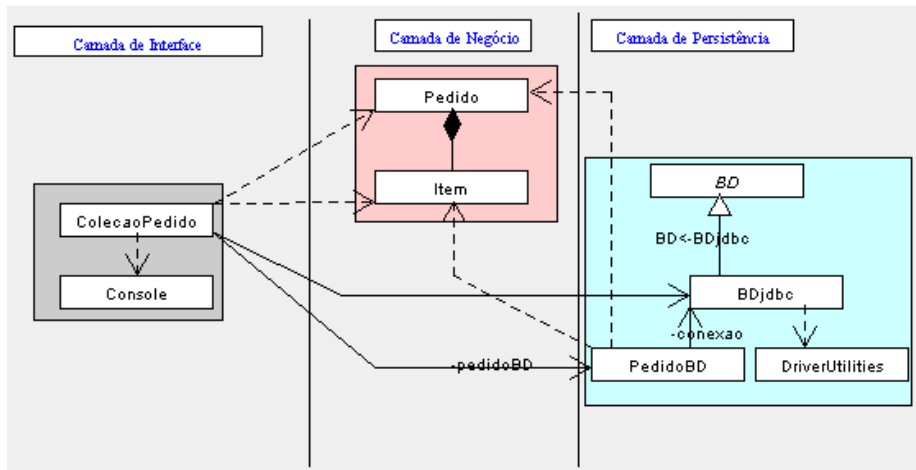 Camada de Interface
Camada de Negócio
Camada de Persistência
Pedido
Item
BD
ColecaoPedido
BD<-BDjdbc
Console
BDjdbc
-conexao
-pedidoBD
PedidoBD
DriverUtilities